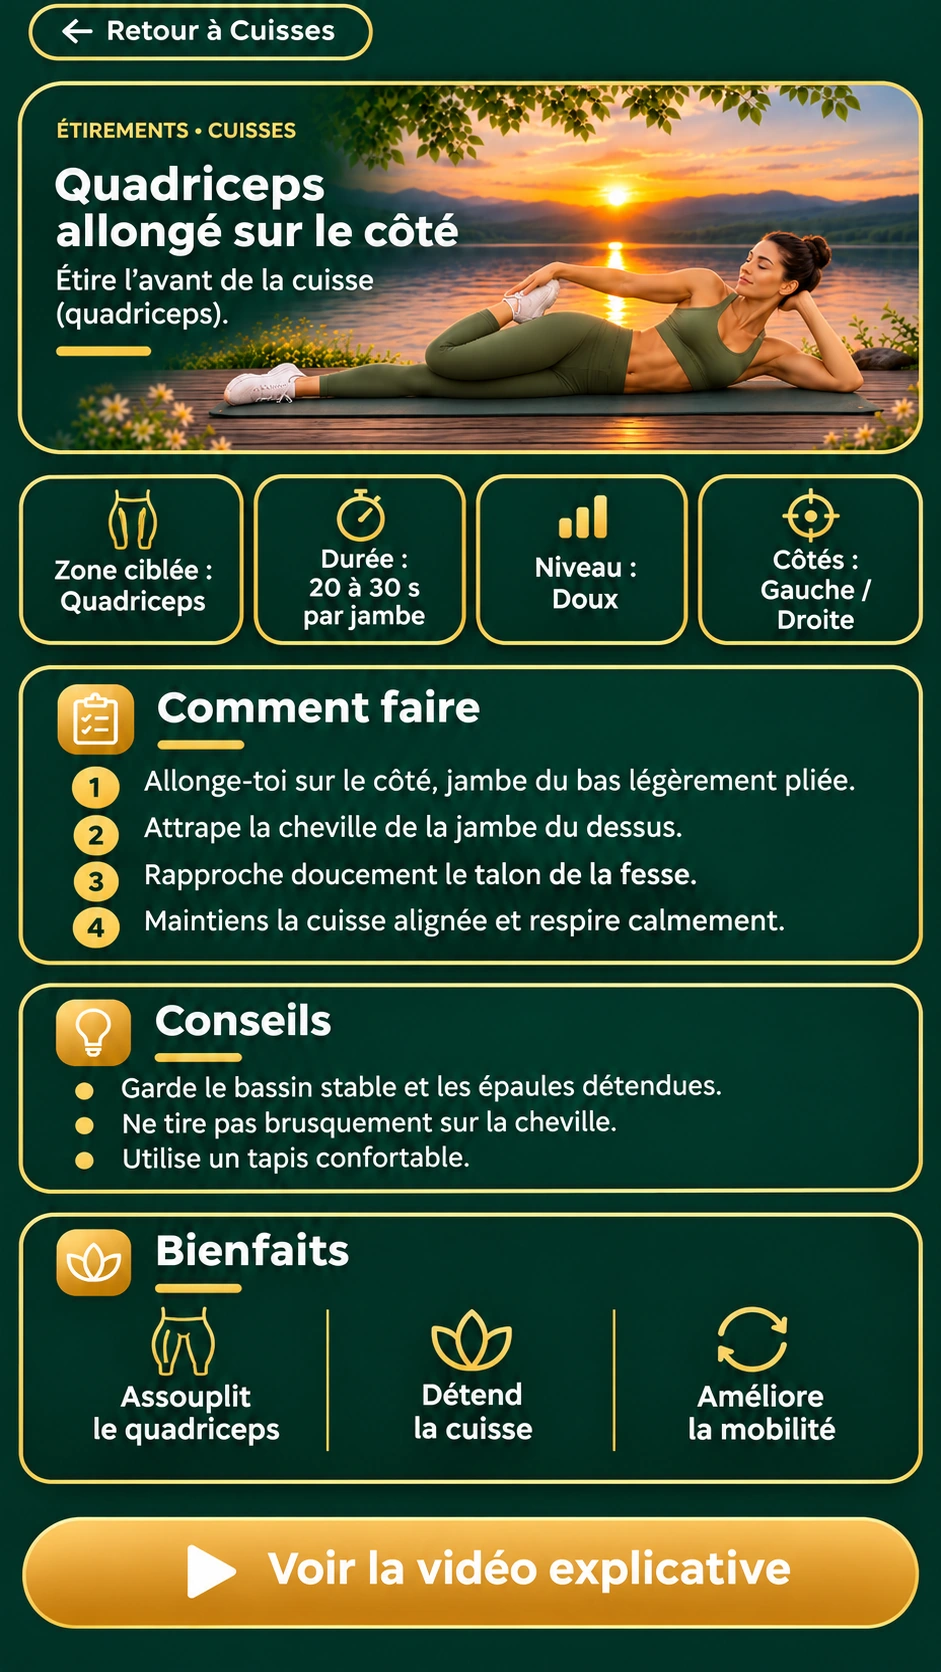 Retour à Cuisses
ÉTIREMENTS • CUISSES
Quadriceps
allongé sur le côté
Étire l’avant de la cuisse
(quadriceps).
Zone ciblée :
Quadriceps
Durée :
20 à 30 s
par jambe
Niveau :
Doux
Côtés :
Gauche /
Droite
Comment faire
1 Allonge-toi sur le côté, jambe du bas légèrement pliée.
2 Attrape la cheville de la jambe du dessus.
3 Rapproche doucement le talon de la fesse.
4 Maintiens la cuisse alignée et respire calmement.
Conseils
Garde le bassin stable et les épaules détendues.
Ne tire pas brusquement sur la cheville.
Utilise un tapis confortable.
Bienfaits
Assouplit
le quadriceps
Détend
la cuisse
Améliore
la mobilité
Voir la vidéo explicative